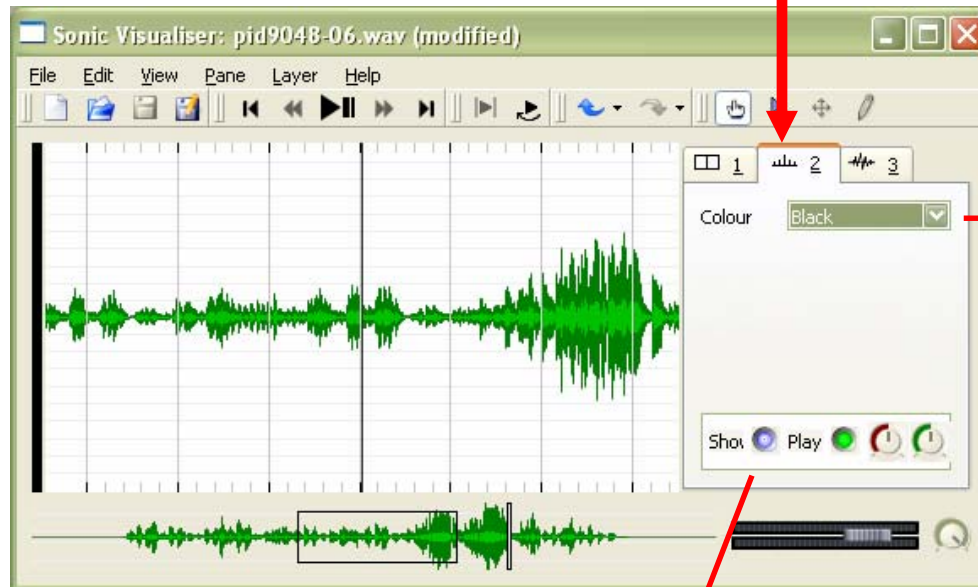 Sonic Visualiser: pid9048-06.wav (modified)
File Edit View Pane Layer Help
1 2 3
Colour Black
Shov Play